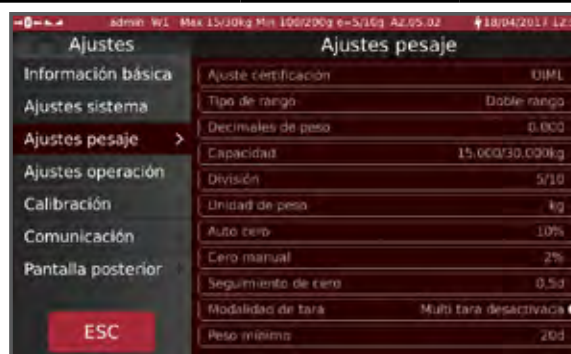 admin W1 Max 15/30kg Min 100/200g e=5/10g A2.05.02 18/04/2017 12:
Ajustes
Ajustes pesaje
Información básica
Ajustes sistema
Ajustes pesaje >
Ajustes operación
Calibración
Comunicación
Pantalla posterior
ESC
Ajuste certificación OIML
Tipo de rango Doble rango
Decimales de peso 0.000
Capacidad 15.000/30.000kg
División 5/10
Unidad de peso kg
Auto cero 10%
Cero manual 2%
Seguimiento de cero 0.5d
Modalidad de tara Multi tara desactivada
Peso mínimo 20d